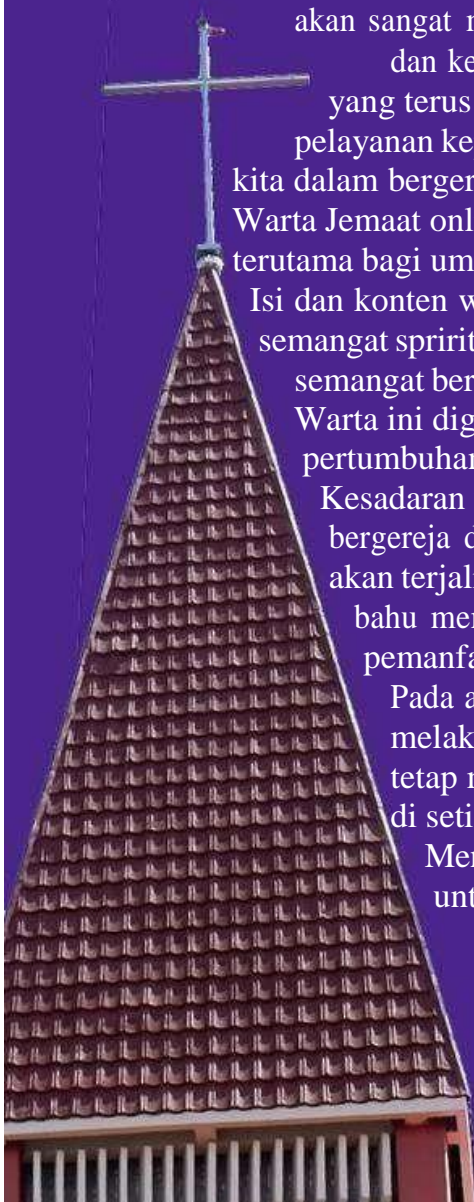 akan sangat
dan ke
yang terus
pelayanan ke
kita dalam berger
Warta Jemaat onl
terutama bagi um
Isi dan konten w
semangat spririt
semangat ber
Warta ini dig
pertumbuhan
Kesadaran
bergereja d
akan terjal
bahu mer
pemanfa
Pada a
melak
tetap
di seti
Mer
unt